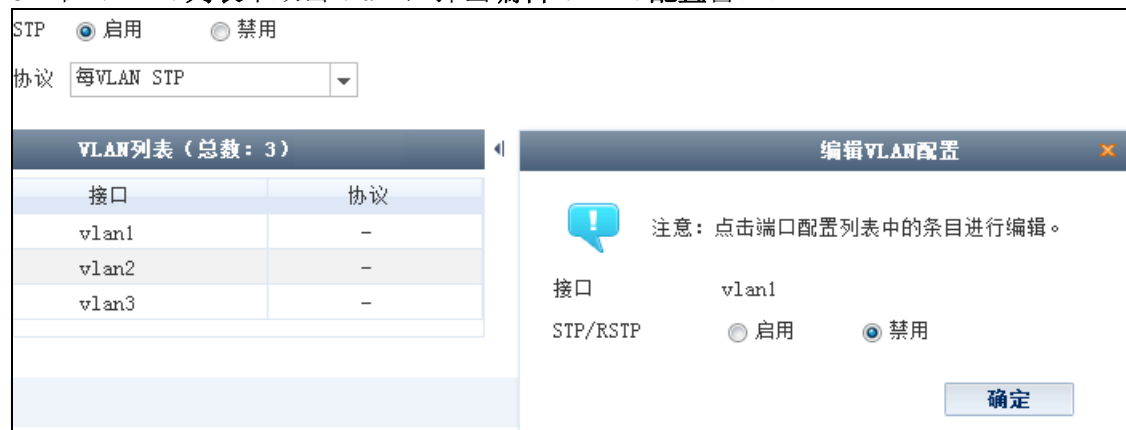 STP 启用 禁用
协议 每VLAN STP
VLAN列表（总数：3）
接口 协议
vlan1 -
vlan2 -
vlan3 -
编辑VLAN配置
注意：点击端口配置列表中的条目进行编辑。
接口 vlan1
STP/RSTP 启用 禁用
确定